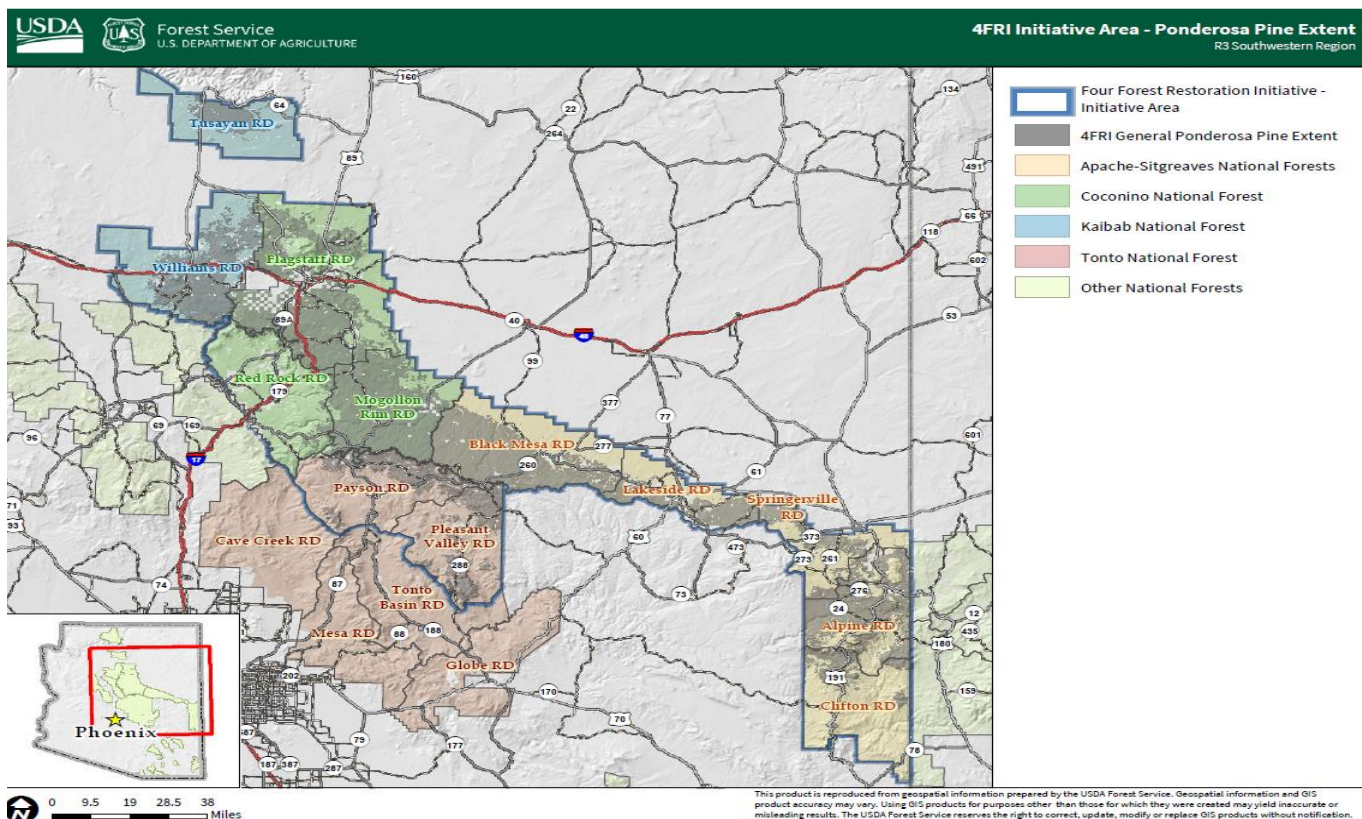 USDA
UAS
Forest Service
U.S. DEPARTMENT OF AGRICULTURE
4FRI Initiative Area - Ponderosa Pine Extent
R3 Southwestern Region
Four Forest Restoration Initiative -
Initiative Area
4FRI General Ponderosa Pine Extent
Apache-Sitgreaves National Forests
Coconino National Forest
Kaibab National Forest
Tonto National Forest
Other National Forests
160
134
64
22
Tusayan RD
264
89
491
66
118
602
Williams RD
Flagstaff RD
89A
40
40
53
99
Red Rock RD
179
Mogollon
Rim RD
377
77
69
169
96
601
17
Black Mesa RD
277
260
61
Payson RD
Lakeside RD
Springerville
RD
71
93
Cave Creek RD
Pleasant
Valley RD
60
373
473
273
261
288
74
87
Tonto
Basin RD
73
276
24
12
435
Alpine RD
Mesa RD
88
188
180
Globe RD
202
191
170
159
70
Clifton RD
Phoenix
79
177
78
587
187
387
287
0 9.5 19 28.5 38
Miles
This product is reproduced from geospatial information prepared by the USDA Forest Service. Geospatial information and GIS
product accuracy may vary. Using GIS products for purposes other than those for which they were created may yield inaccurate or
misleading results. The USDA Forest Service reserves the right to correct, update, modify or replace GIS products without notification.